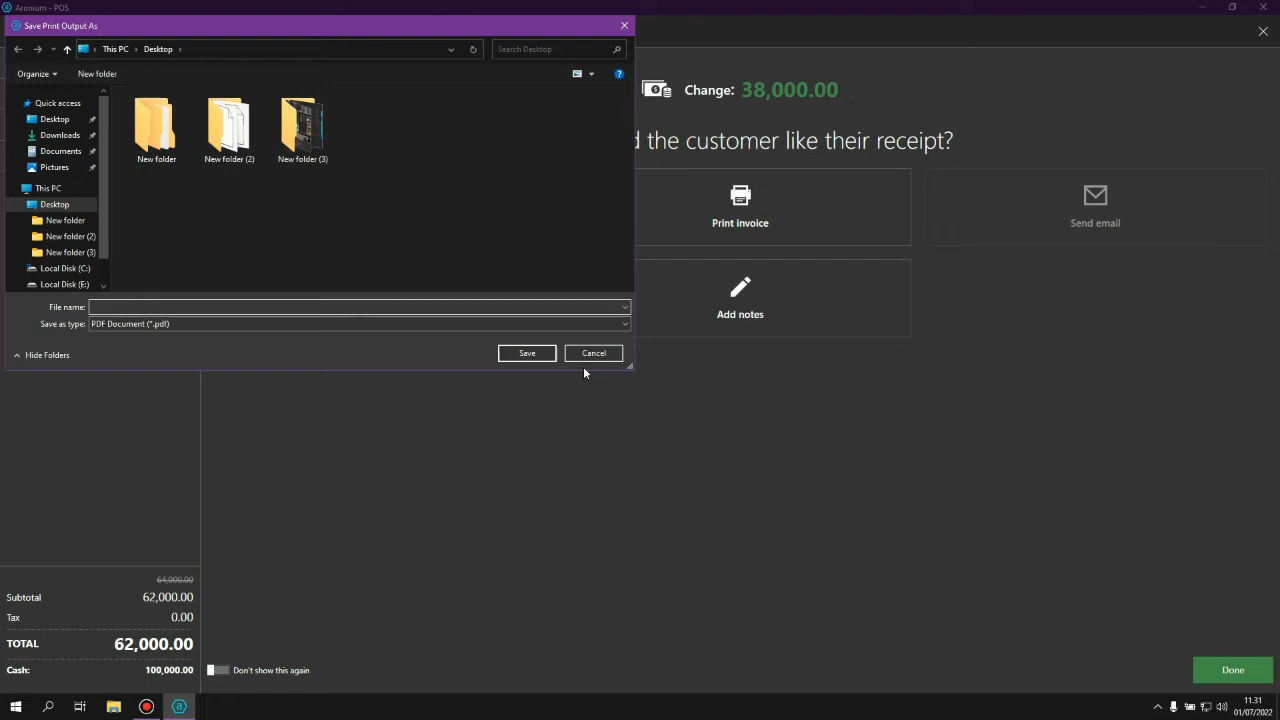 Aronium - POS
Save Print Output As
This PC
Desktop
Search Desktop
Organize
New folder
Quick access
Desktop
Downloads
Documents
Pictures
This PC
Desktop
New folder
New folder (2)
New folder (3)
Local Disk (C:)
Local Disk (E:)
New folder
New folder (2)
New folder (3)
File name:
Save as type:
PDF Document (*.pdf)
Hide Folders
Save
Cancel
Change: 38,000.00
d the customer like their receipt?
Print invoice
Send email
Add notes
64,000.00
Subtotal 62,000.00
Tax 0.00
TOTAL 62,000.00
Cash: 100,000.00
Don't show this again
Done
11.31
01/07/2022